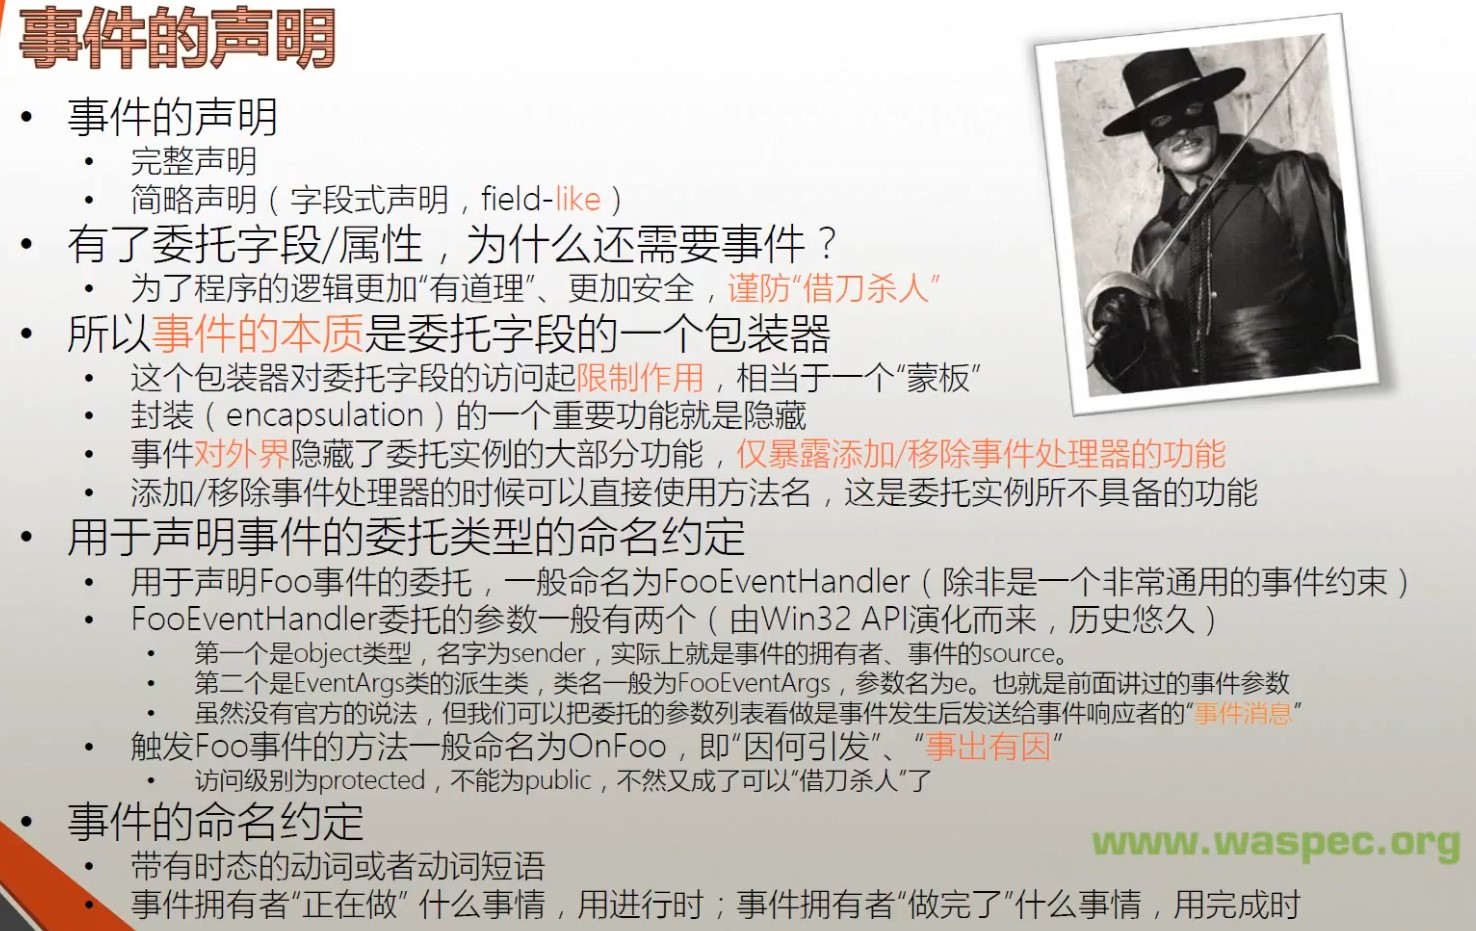 事件的声明
• 事件的声明
• 完整声明
• 简略声明（字段式声明，field-like）
• 有了委托字段/属性，为什么还需要事件？
• 为了程序的逻辑更加“有道理”、更加安全，谨防“借刀杀人”
• 所以事件的本质是委托字段的一个包装器
• 这个包装器对委托字段的访问起限制作用，相当于一个“蒙板”
• 封装（encapsulation）的一个重要功能就是隐藏
• 事件对外界隐藏了委托实例的大部分功能，仅暴露添加/移除事件处理器的功能
• 添加/移除事件处理器的时候可以直接使用方法名，这是委托实例所不具备的功能
• 用于声明事件的委托类型的命名约定
• 用于声明Foo事件的委托，一般命名为FooEventHandler（除非是一个非常通用的事件约束）
• FooEventHandler委托的参数一般有两个（由Win32 API演化而来，历史悠久）
• 第一个是object类型，名字为sender，实际上就是事件的拥有者、事件的source。
• 第二个是EventArgs类的派生类，类名一般为FooEventArgs，参数名为e。也就是前面讲过的事件参数
• 虽然没有官方的说法，但我们可以把委托的参数列表看做是事件发生后发送给事件响应者的“事件消息”
• 触发Foo事件的方法一般命名为OnFoo，即“因何引发”、“事出有因”
• 访问级别为protected，不能为public，不然又成了可以“借刀杀人”了
• 事件的命名约定
• 带有时态的动词或者动词短语
• 事件拥有者“正在做” 什么事情，用进行时；事件拥有者“做完了”什么事情，用完成时
www.waspec.org